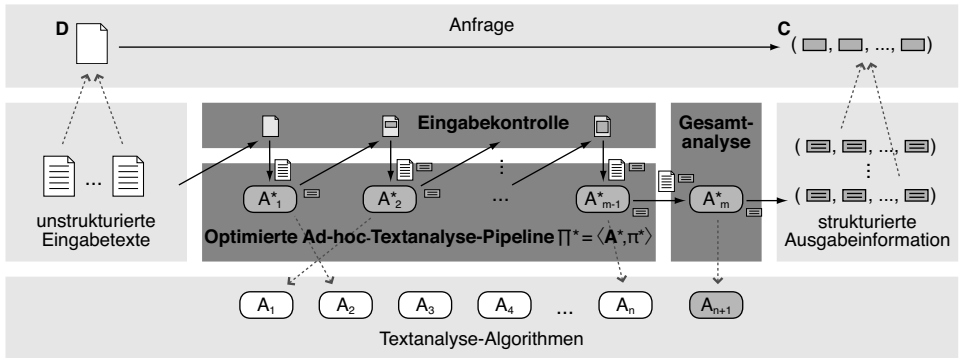 D
Anfrage
C
( , , ..., )
Eingabekontrolle
Gesamt-
analyse
( , , ..., )
...
⋮
⋮
⋮
( , , ..., )
A*1
A*2
...
A*m-1
A*m
unstrukturierte
Eingabetexte
Optimierte Ad-hoc-Textanalyse-Pipeline ∏* = ⟨A*,π*⟩
strukturierte
Ausgabeinformation
A1
A2
A3
A4
...
An
An+1
Textanalyse-Algorithmen